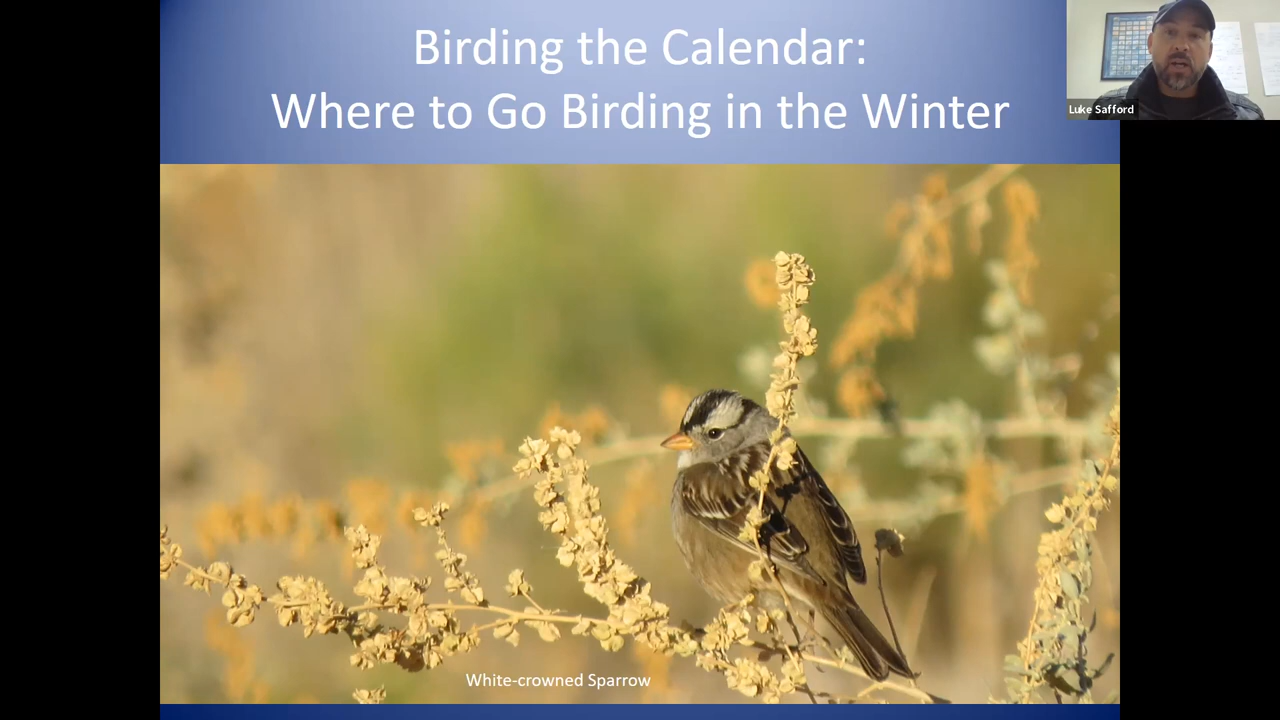 Birding the Calendar:
Where to Go Birding in the Winter
Luke Safford
White-crowned Sparrow